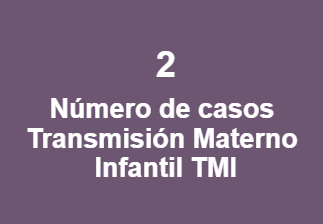 2
Número de casos
Transmisión Materno
Infantil TMI